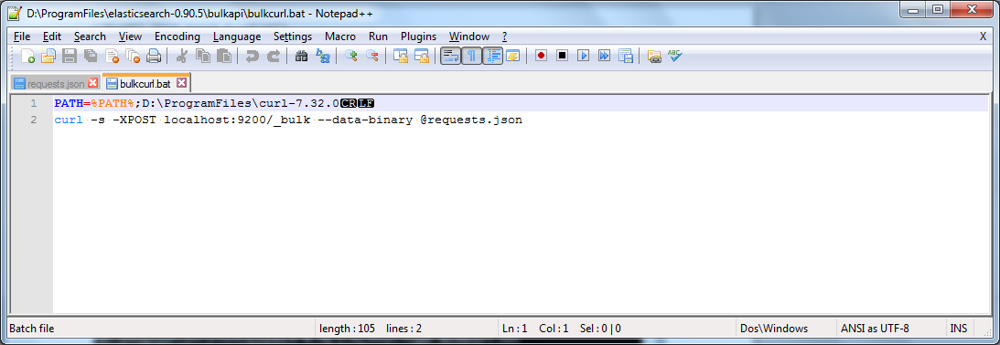 D:\ProgramFiles\elasticsearch-0.90.5\bulkapi\bulkcurl.bat - Notepad++
File Edit Search View Encoding Language Settings Macro Run Plugins Window ? X
requests.json bulkcurl.bat
1 PATH=%PATH%;D:\ProgramFiles\curl-7.32.0CRLF
2 curl -s -XPOST localhost:9200/_bulk --data-binary @requests.json
Batch file length : 105 lines : 2 Ln : 1 Col : 1 Sel : 0 | 0 Dos\Windows ANSI as UTF-8 INS